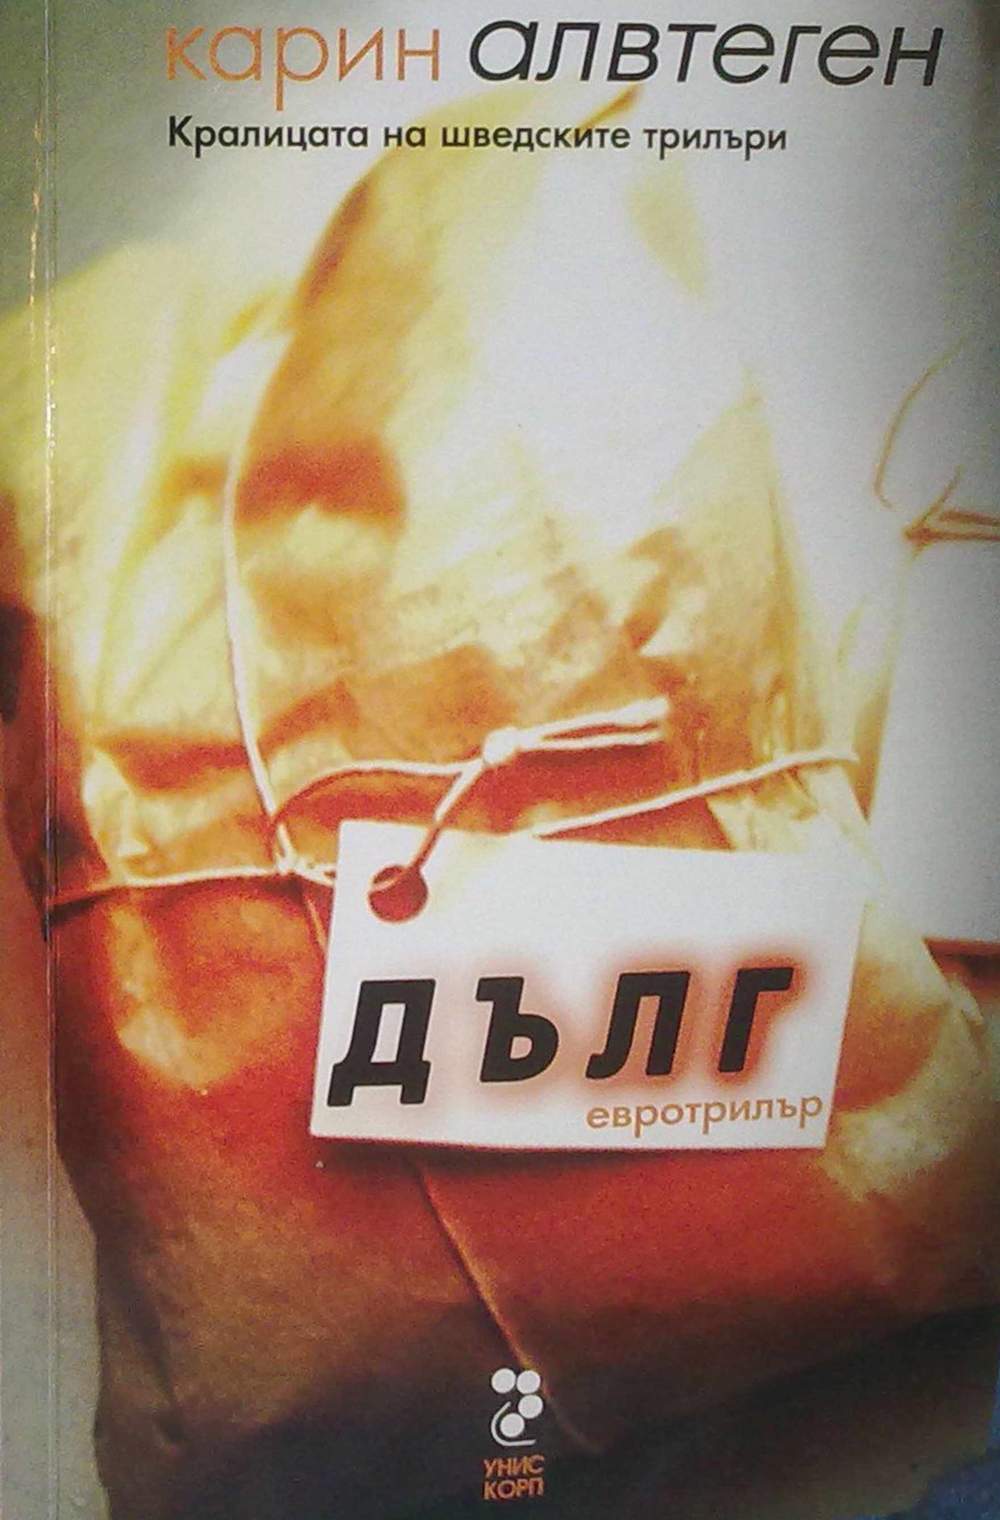 карин алвтеген
Кралицата на шведските трилъри
дълг
евротрилър
УНИС
КОРП